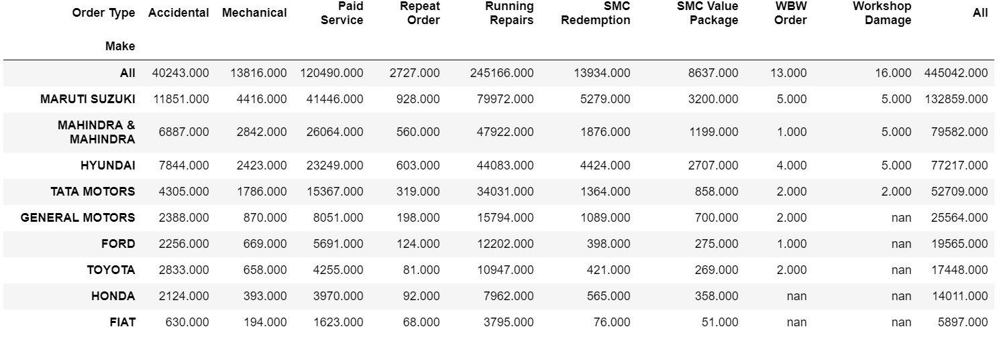 Order Type Accidental Mechanical Paid Service Repeat Order Running Repairs SMC Redemption SMC Value Package WBW Order Workshop Damage All
Make
All 40243.000 13816.000 120490.000 2727.000 245166.000 13934.000 8637.000 13.000 16.000 445042.000
MARUTI SUZUKI 11851.000 4416.000 41446.000 928.000 79972.000 5279.000 3200.000 5.000 5.000 132859.000
MAHINDRA & MAHINDRA 6887.000 2842.000 26064.000 560.000 47922.000 1876.000 1199.000 1.000 5.000 79582.000
HYUNDAI 7844.000 2423.000 23249.000 603.000 44083.000 4424.000 2707.000 4.000 5.000 77217.000
TATA MOTORS 4305.000 1786.000 15367.000 319.000 34031.000 1364.000 858.000 2.000 2.000 52709.000
GENERAL MOTORS 2388.000 870.000 8051.000 198.000 15794.000 1089.000 700.000 2.000 nan 25564.000
FORD 2256.000 669.000 5691.000 124.000 12202.000 398.000 275.000 1.000 nan 19565.000
TOYOTA 2833.000 658.000 4255.000 81.000 10947.000 421.000 269.000 2.000 nan 17448.000
HONDA 2124.000 393.000 3970.000 92.000 7962.000 565.000 358.000 nan nan 14011.000
FIAT 630.000 194.000 1623.000 68.000 3795.000 76.000 51.000 nan nan 5897.000